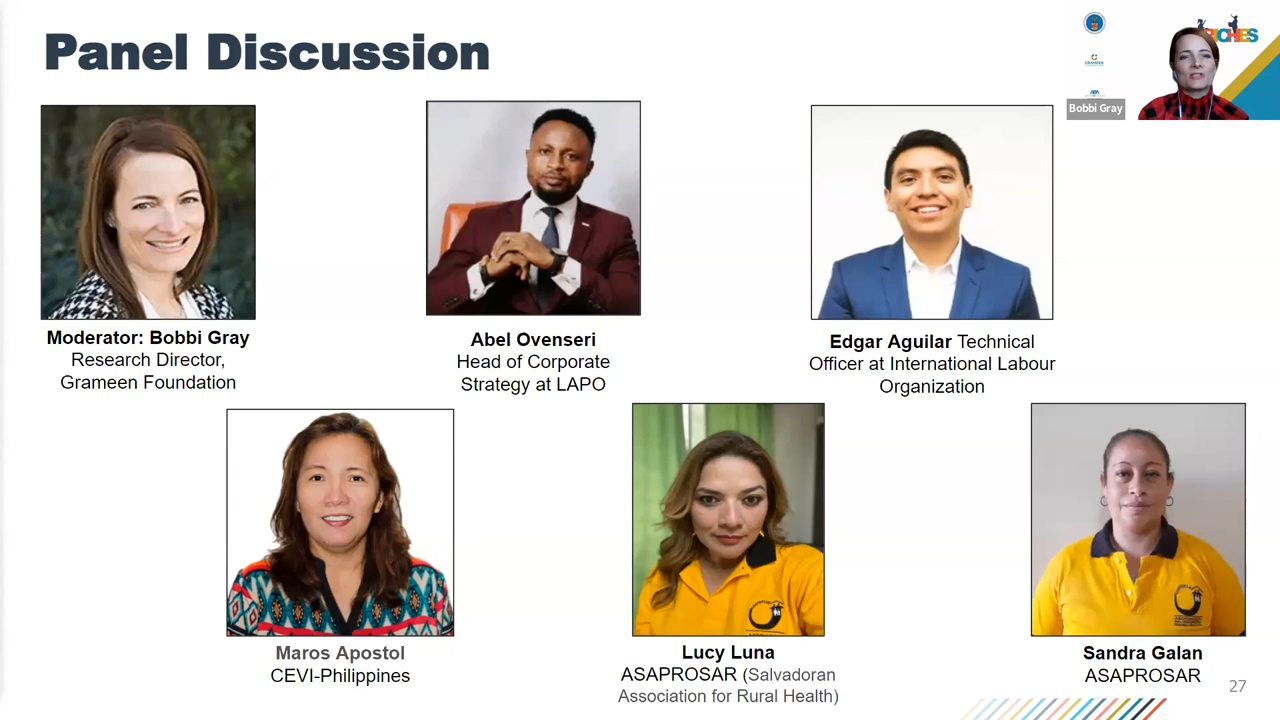 Panel Discussion
Bobbi Gray
Moderator: Bobbi Gray
Research Director,
Grameen Foundation
Abel Ovenseri
Head of Corporate
Strategy at LAPO
Edgar Aguilar Technical
Officer at International Labour
Organization
Maros Apostol
CEVI-Philippines
Lucy Luna
ASAPROSAR (Salvadoran
Association for Rural Health)
Sandra Galan
ASAPROSAR
27